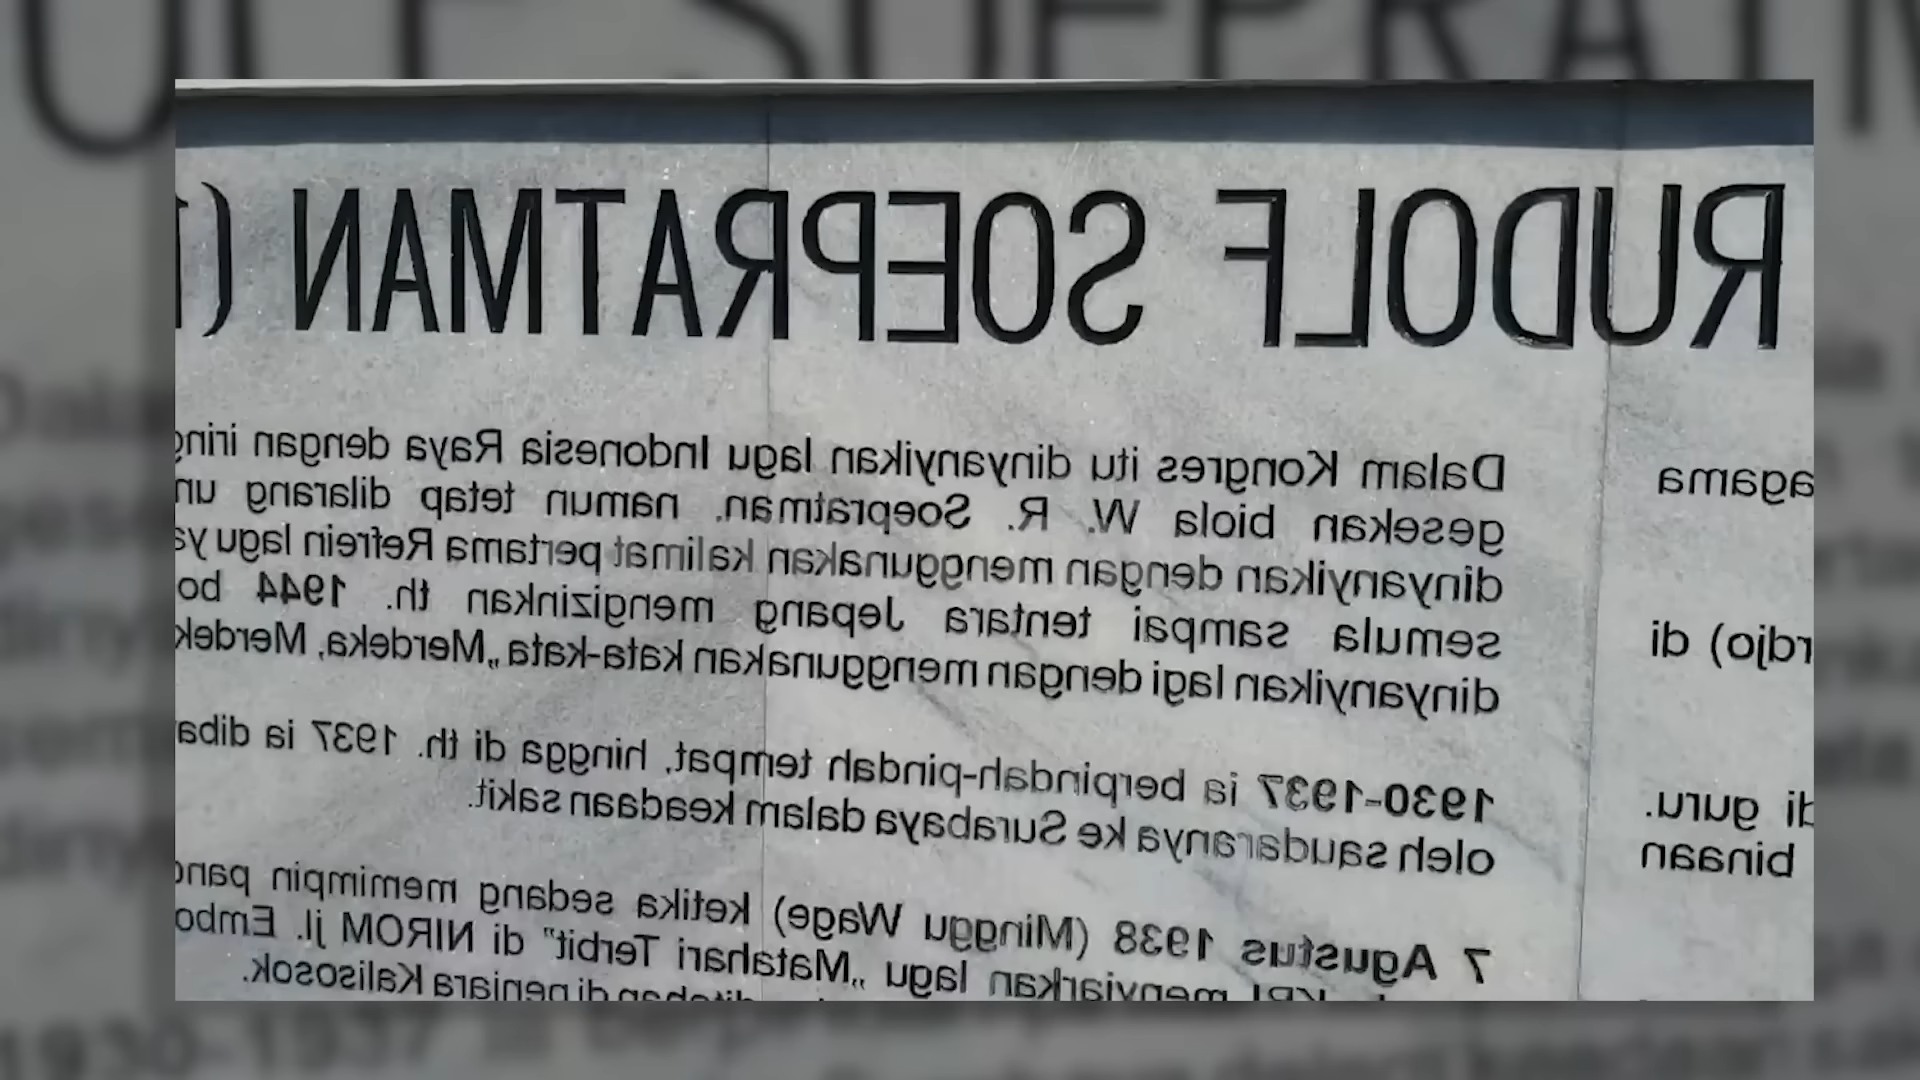 RUDOLF SOEPRATMAN (1
agama
rdjo) di
di guru.
binaan
Dalam Kongres itu dinyanyikan lagu Indonesia Raya dengan iring
gesekan biola W. R. Soepratman. namun tetap dilarang un
dinyanyikan dengan menggunakan kalimat pertama Refrein lagu ya
semula sampai tentara Jepang mengizinkan th. 1944 bo
dinyanyikan lagi dengan menggunakan kata-kata „Merdeka, Merdek
1930-1937 ia berpindah-pindah tempat, hingga di th. 1937 ia diba
oleh saudaranya ke Surabaya dalam keadaan sakit.
7 Agustus 1938 (Minggu Wage) ketika sedang memimpin pand
KBI menyiarkan lagu „Matahari Terbit" di NIROM jl. Embo
ditahan di penjara Kalisosok.